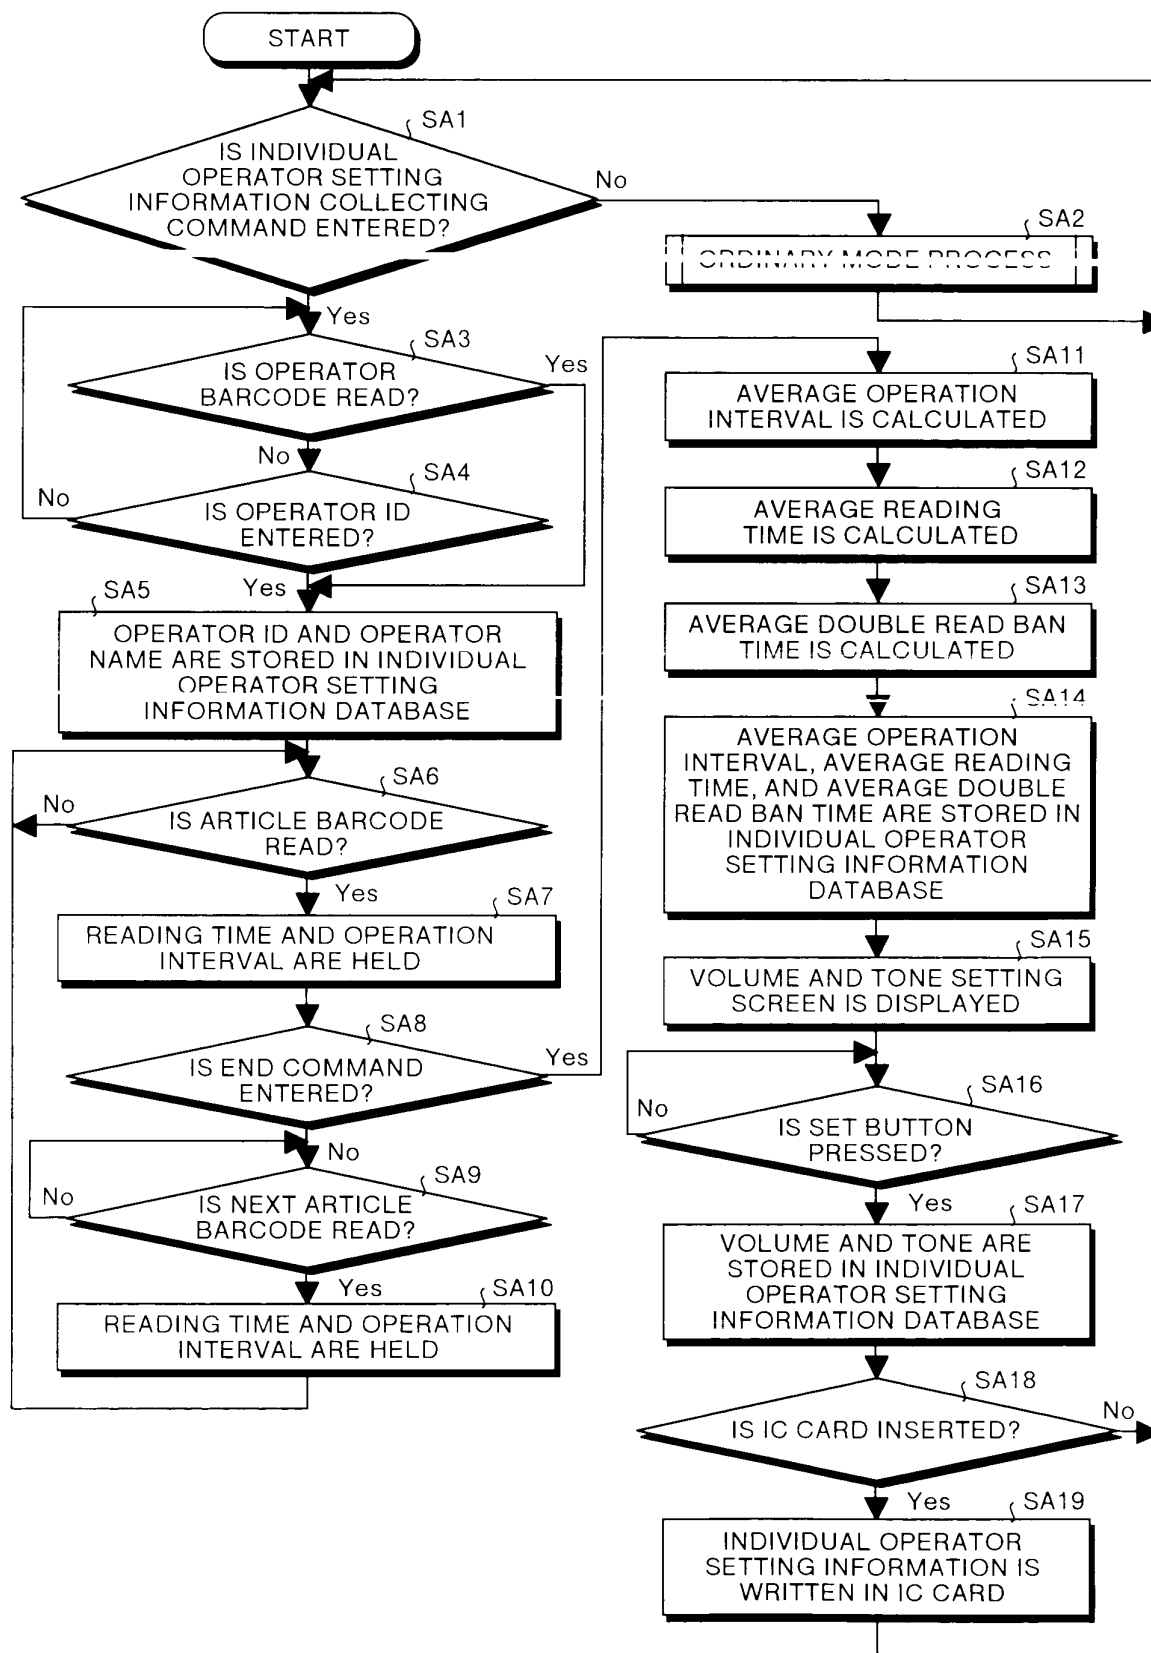 START
SA1
IS INDIVIDUAL
OPERATOR SETTING
INFORMATION COLLECTING
COMMAND ENTERED?
No
SA2
ORDINARY MODE PROCESS
Yes
SA3
IS OPERATOR
BARCODE READ?
Yes
No
SA4
IS OPERATOR ID
ENTERED?
No
Yes
SA5
OPERATOR ID AND OPERATOR
NAME ARE STORED IN INDIVIDUAL
OPERATOR SETTING
INFORMATION DATABASE
SA6
No
IS ARTICLE BARCODE
READ?
Yes
SA7
READING TIME AND OPERATION
INTERVAL ARE HELD
SA8
IS END COMMAND
ENTERED?
Yes
No
SA9
No
IS NEXT ARTICLE
BARCODE READ?
Yes
SA10
READING TIME AND OPERATION
INTERVAL ARE HELD
SA11
AVERAGE OPERATION
INTERVAL IS CALCULATED
SA12
AVERAGE READING
TIME IS CALCULATED
SA13
AVERAGE DOUBLE READ BAN
TIME IS CALCULATED
SA14
AVERAGE OPERATION
INTERVAL, AVERAGE READING
TIME, AND AVERAGE DOUBLE
READ BAN TIME ARE STORED IN
INDIVIDUAL OPERATOR
SETTING INFORMATION
DATABASE
SA15
VOLUME AND TONE SETTING
SCREEN IS DISPLAYED
SA16
No
IS SET BUTTON
PRESSED?
Yes
SA17
VOLUME AND TONE ARE
STORED IN INDIVIDUAL
OPERATOR SETTING
INFORMATION DATABASE
SA18
No
IS IC CARD INSERTED?
Yes
SA19
INDIVIDUAL OPERATOR
SETTING INFORMATION IS
WRITTEN IN IC CARD